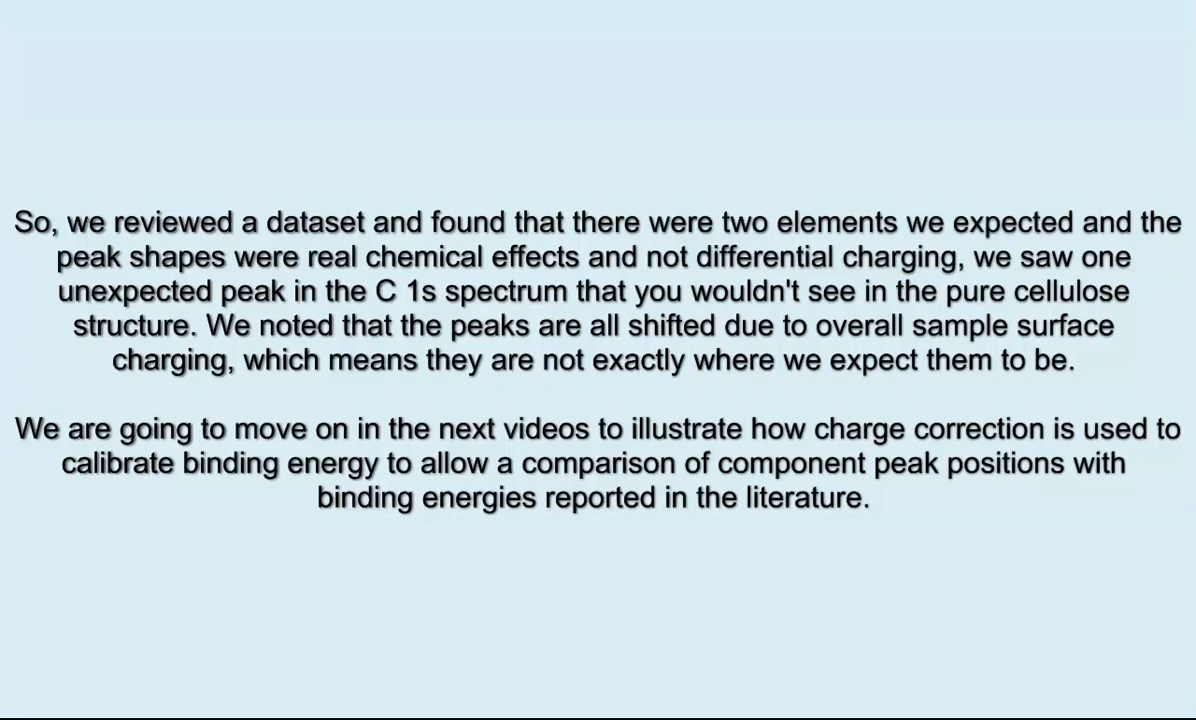 So, we reviewed a dataset and found that there were two elements we expected and the
peak shapes were real chemical effects and not differential charging, we saw one
unexpected peak in the C 1s spectrum that you wouldn't see in the pure cellulose
structure. We noted that the peaks are all shifted due to overall sample surface
charging, which means they are not exactly where we expect them to be.
We are going to move on in the next videos to illustrate how charge correction is used to
calibrate binding energy to allow a comparison of component peak positions with
binding energies reported in the literature.